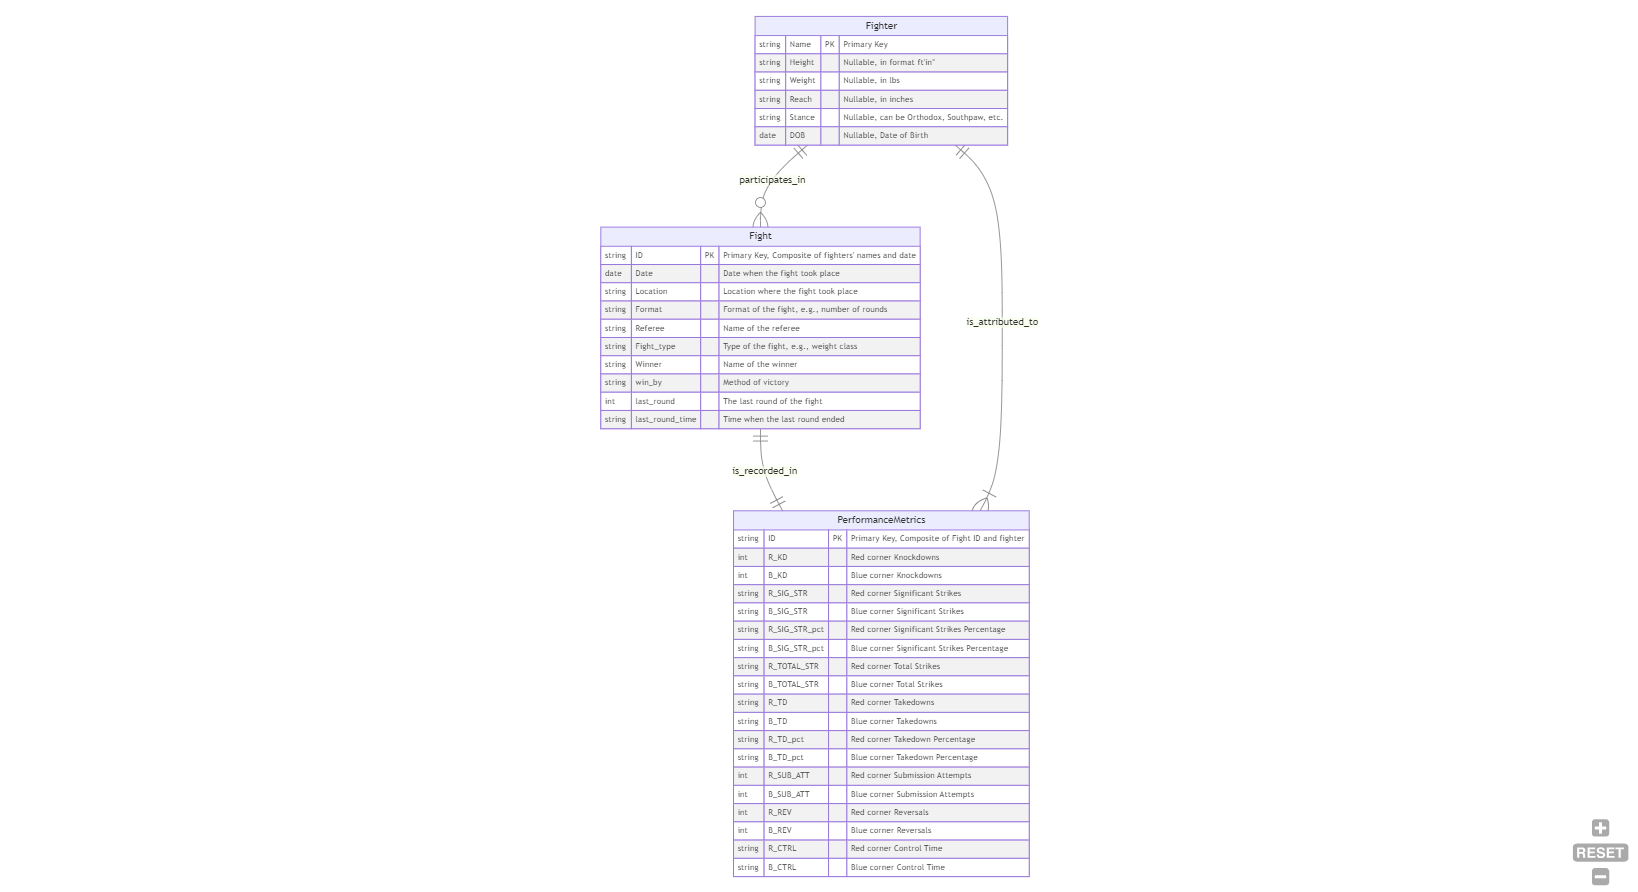 Fighter
string Name PK Primary Key
string Height Nullable, in format ft'in"
string Weight Nullable, in lbs
string Reach Nullable, in inches
string Stance Nullable, can be Orthodox, Southpaw, etc.
date DOB Nullable, Date of Birth
participates_in
Fight
string ID PK Primary Key, Composite of fighters' names and date
date Date Date when the fight took place
string Location Location where the fight took place
string Format Format of the fight, e.g., number of rounds
is_attributed_to
string Referee Name of the referee
string Fight_type Type of the fight, e.g., weight class
string Winner Name of the winner
string win_by Method of victory
int last_round The last round of the fight
string last_round_time Time when the last round ended
is_recorded_in
PerformanceMetrics
string ID PK Primary Key, Composite of Fight ID and fighter
int R_KD Red corner Knockdowns
int B_KD Blue corner Knockdowns
string R_SIG_STR Red corner Significant Strikes
string B_SIG_STR Blue corner Significant Strikes
string R_SIG_STR_pct Red corner Significant Strikes Percentage
string B_SIG_STR_pct Blue corner Significant Strikes Percentage
string R_TOTAL_STR Red corner Total Strikes
string B_TOTAL_STR Blue corner Total Strikes
string R_TD Red corner Takedowns
string B_TD Blue corner Takedowns
string R_TD_pct Red corner Takedown Percentage
string B_TD_pct Blue corner Takedown Percentage
int R_SUB_ATT Red corner Submission Attempts
int B_SUB_ATT Blue corner Submission Attempts
int R_REV Red corner Reversals
int B_REV Blue corner Reversals
string R_CTRL Red corner Control Time
string B_CTRL Blue corner Control Time
RESET